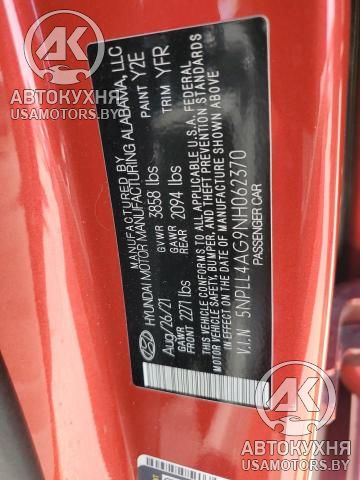 AK
АВТОКУХНЯ
USAMOTORS.BY
MANUFACTURED BY
HYUNDAI MOTOR MANUFACTURING ALABAMA, LLC
Aug/26/21 GVWR 3858 lbs PAINT Y2E
GAWR FRONT 2271 lbs GAWR REAR 2094 lbs TRIM YFR
THIS VEHICLE CONFORMS TO ALL APPLICABLE U.S.A. FEDERAL
MOTOR VEHICLE SAFETY, BUMPER, AND THEFT PREVENTION
STANDARDS IN EFFECT ON THE DATE OF MANUFACTURE SHOWN ABOVE.
V.I.N 5NPLL4AG9NH062370
PASSENGER CAR
AK
АВТОКУХНЯ
USAMOTORS.BY